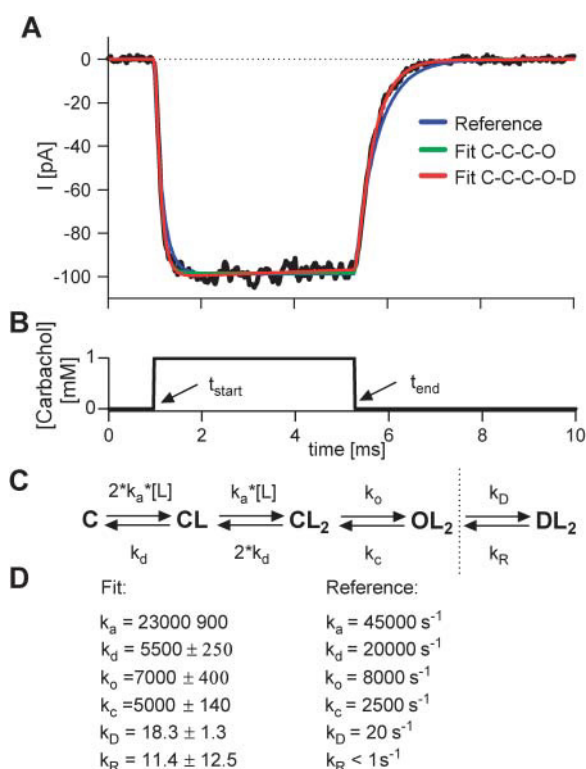 A
0
-20
-40
-60
-80
-100
I [pA]
Reference
Fit C-C-C-O
Fit C-C-C-O-D
B
[Carbachol]
[mM]
1
0
t_start
t_end
0 2 4 6 8 10
time [ms]
C
2*k_a*[L] k_a*[L] k_o k_D
C CL CL₂ OL₂ DL₂
k_d 2*k_d k_c k_R
D
Fit: Reference:
k_a = 23000 900 k_a = 45000 s⁻¹
k_d = 5500 ± 250 k_d = 20000 s⁻¹
k_o =7000 ± 400 k_o = 8000 s⁻¹
k_c =5000 ± 140 k_c = 2500 s⁻¹
k_D = 18.3 ± 1.3 k_D = 20 s⁻¹
k_R = 11.4 ± 12.5 k_R < 1s⁻¹